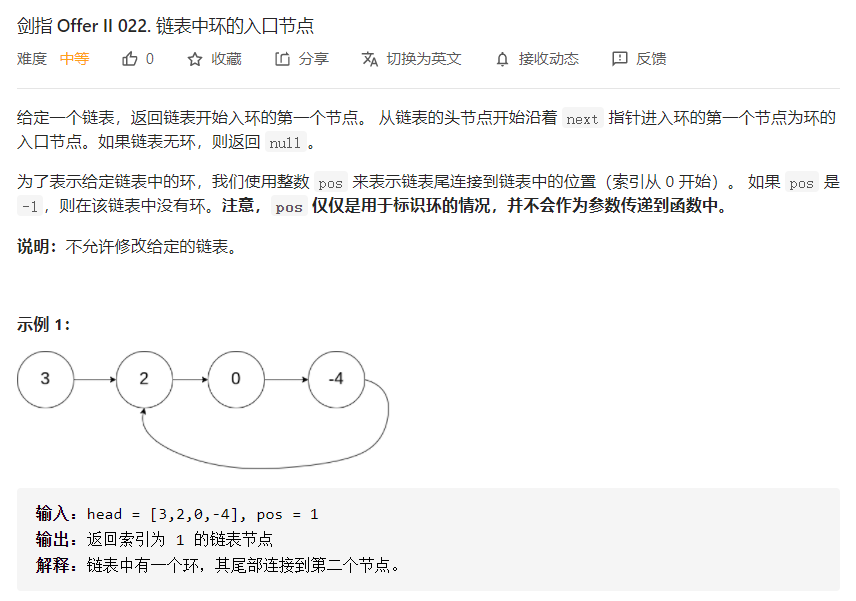 剑指 Offer II 022. 链表中环的入口节点
难度 中等 0 收藏 分享 切换为英文 接收动态 反馈
给定一个链表，返回链表开始入环的第一个节点。 从链表的头节点开始沿着 next 指针进入环的第一个节点为环的
入口节点。如果链表无环，则返回 null。
为了表示给定链表中的环，我们使用整数 pos 来表示链表尾连接到链表中的位置（索引从 0 开始）。 如果 pos 是
-1，则在该链表中没有环。注意，pos 仅仅是用于标识环的情况，并不会作为参数传递到函数中。
说明：不允许修改给定的链表。
示例 1：
3 2 0 -4
输入：head = [3,2,0,-4], pos = 1
输出：返回索引为 1 的链表节点
解释：链表中有一个环，其尾部连接到第二个节点。